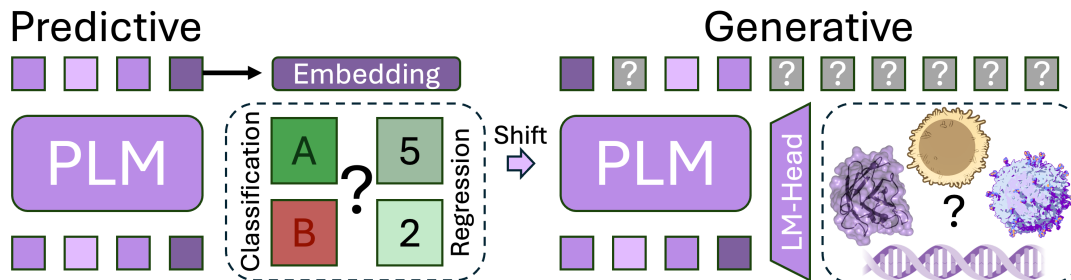 Predictive
Embedding
PLM
Classification
A
B
?
5
2
Regression
Shift
Generative
? ? ? ? ? ? ?
PLM
LM-Head
?